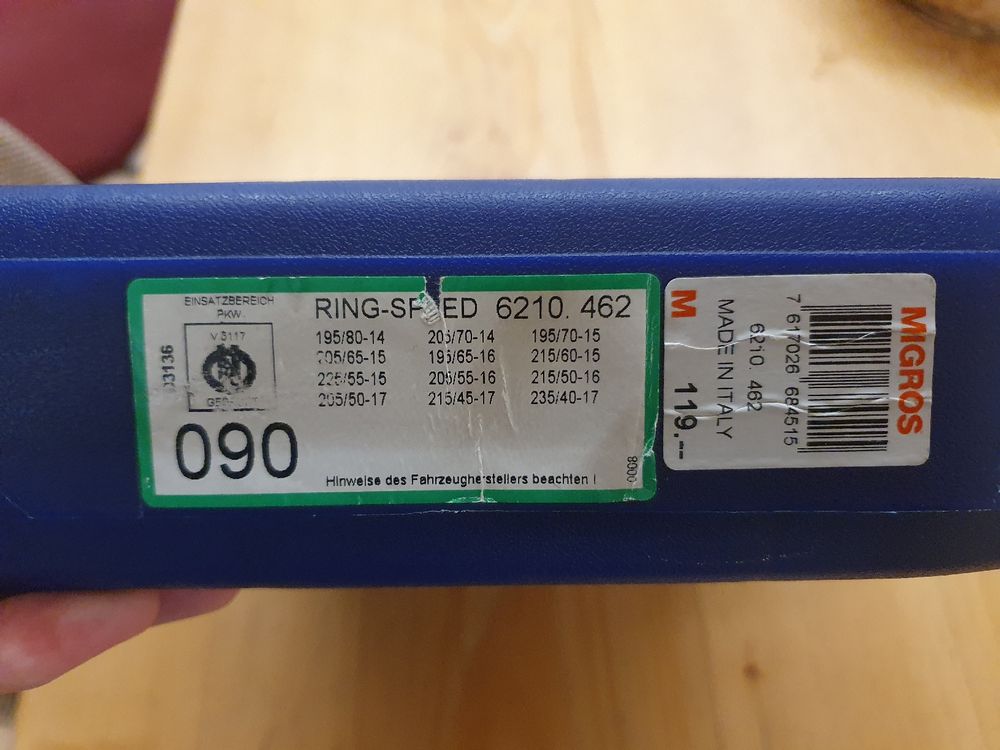 EINSATZBEREICH
PKW
V 5117
RING-SPEED 6210. 462
195/80-14 205/70-14 195/70-15
205/65-15 195/65-16 215/60-15
225/55-15 205/55-16 215/50-16
205/50-17 215/45-17 235/40-17
090
Hinweise des Fahrzeugherstellers beachten !
0008
MIGROS
7 617026 684515
6210. 462
MADE IN ITALY
M 119.--